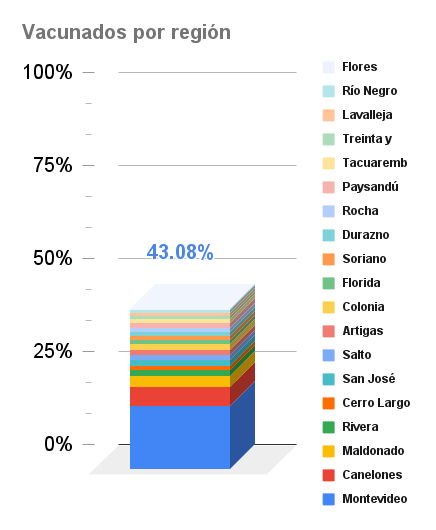 Vacunados por región
100%
75%
50%
25%
0%
43.08%
Flores
Río Negro
Lavalleja
Treinta y
Tacuaremb
Paysandú
Rocha
Durazno
Soriano
Florida
Colonia
Artigas
Salto
San José
Cerro Largo
Rivera
Maldonado
Canelones
Montevideo